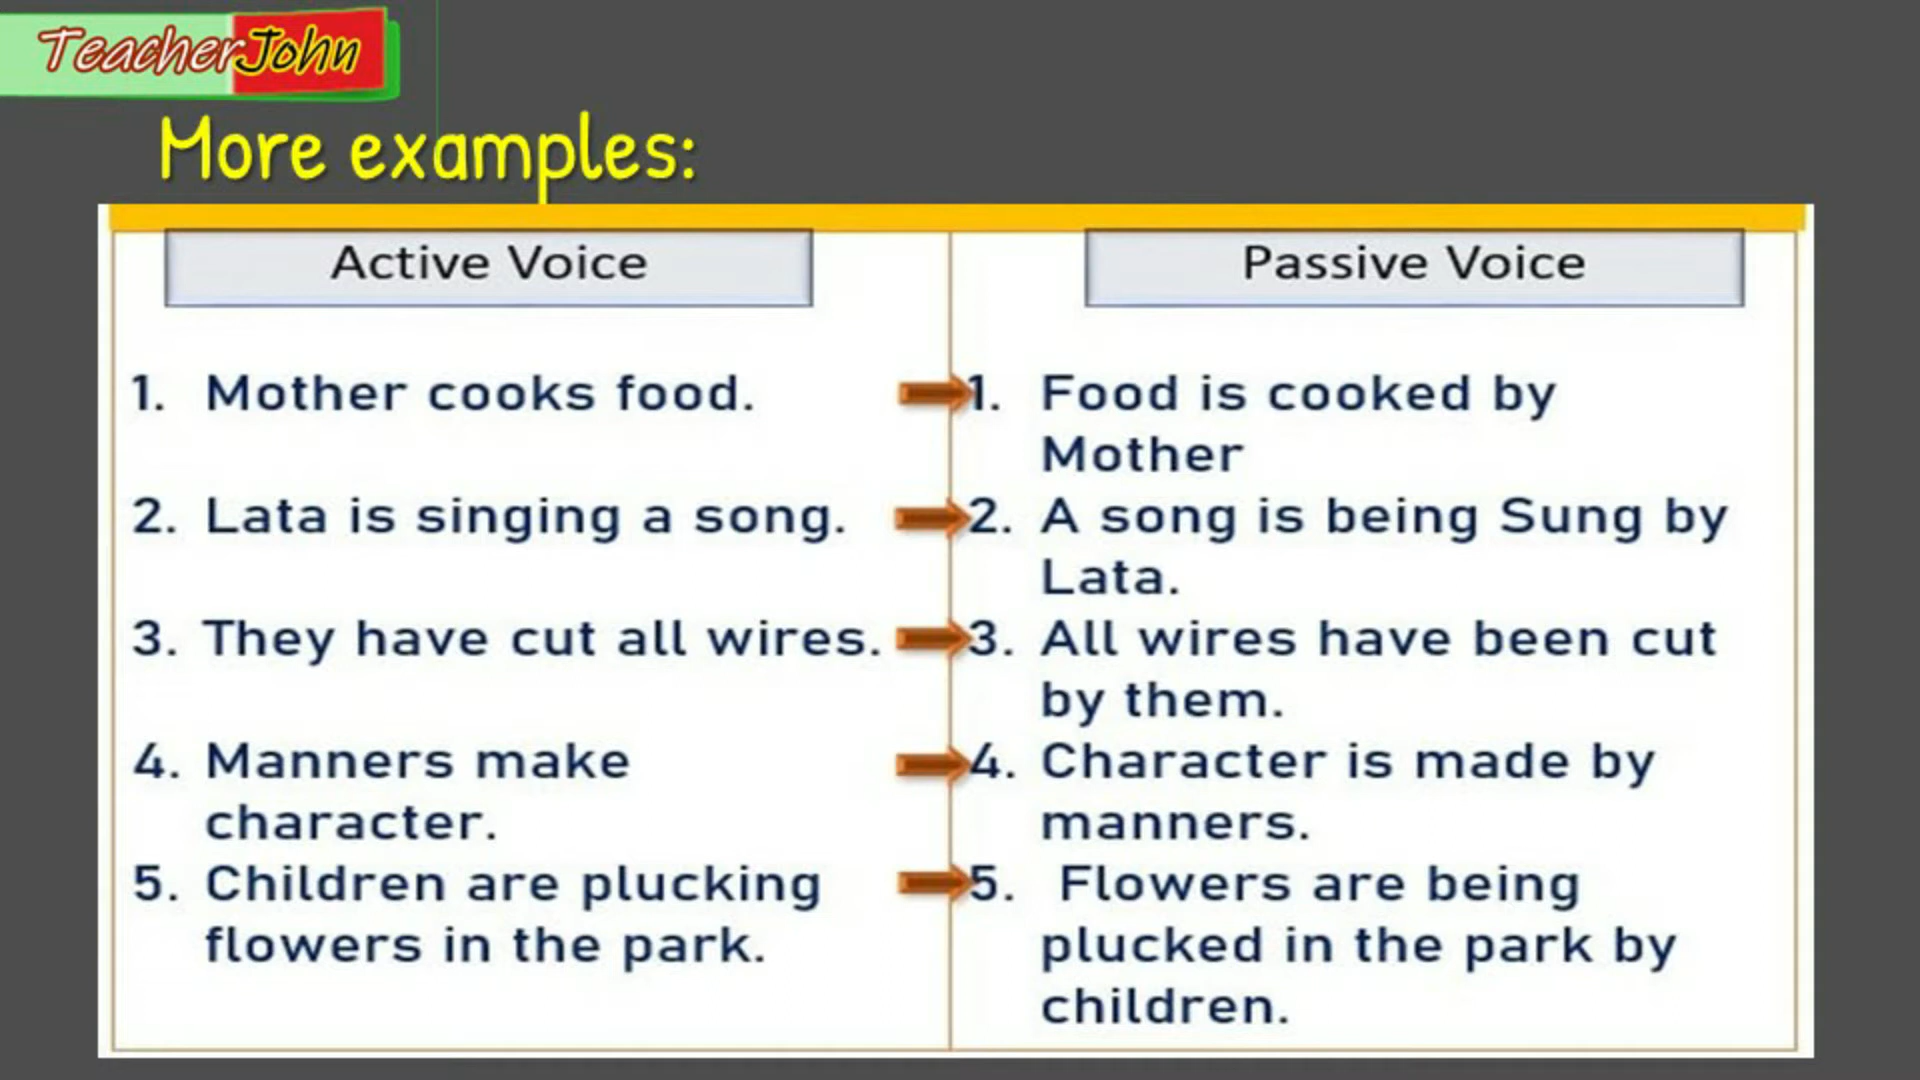 TeacherJohn
More examples:
Active Voice
1. Mother cooks food.
2. Lata is singing a song.
3. They have cut all wires.
4. Manners make
character.
5. Children are plucking
flowers in the park.
Passive Voice
1. Food is cooked by
Mother
2. A song is being Sung by
Lata.
3. All wires have been cut
by them.
4. Character is made by
manners.
5. Flowers are being
plucked in the park by
children.